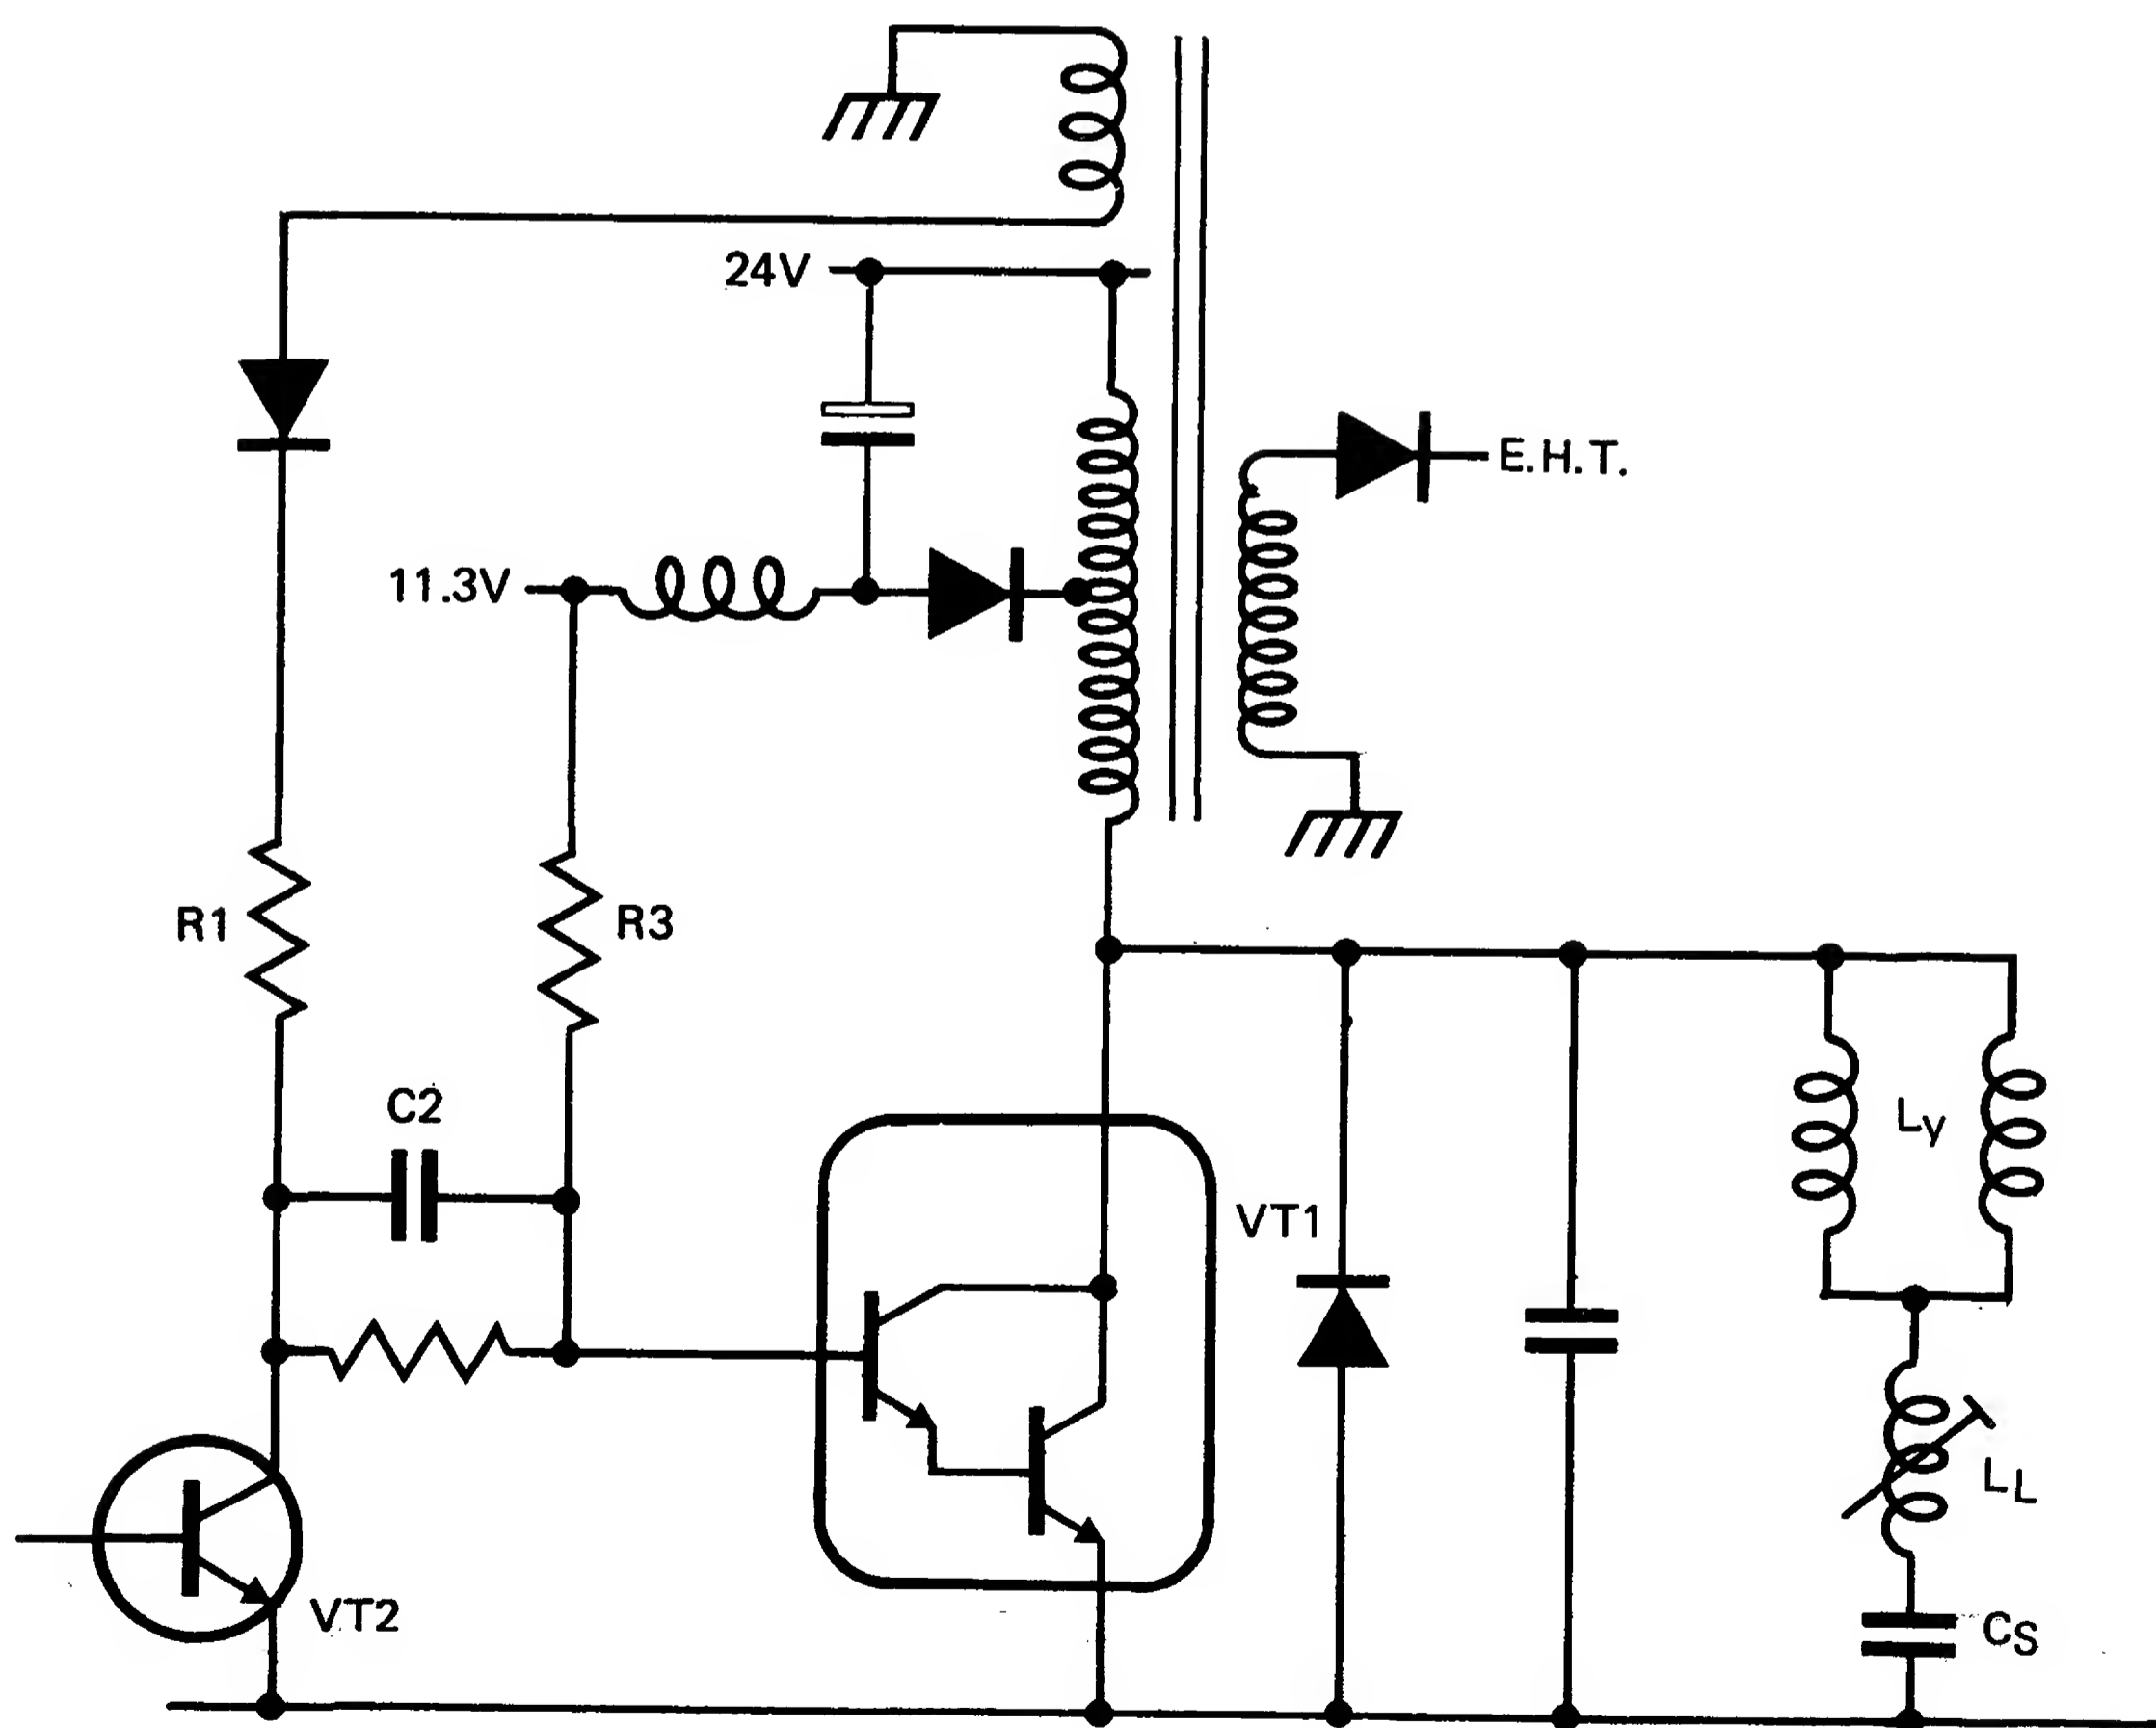 24V
E.H.T.
11.3V
R1
R3
C2
Ly
VT1
LL
VT2
CS